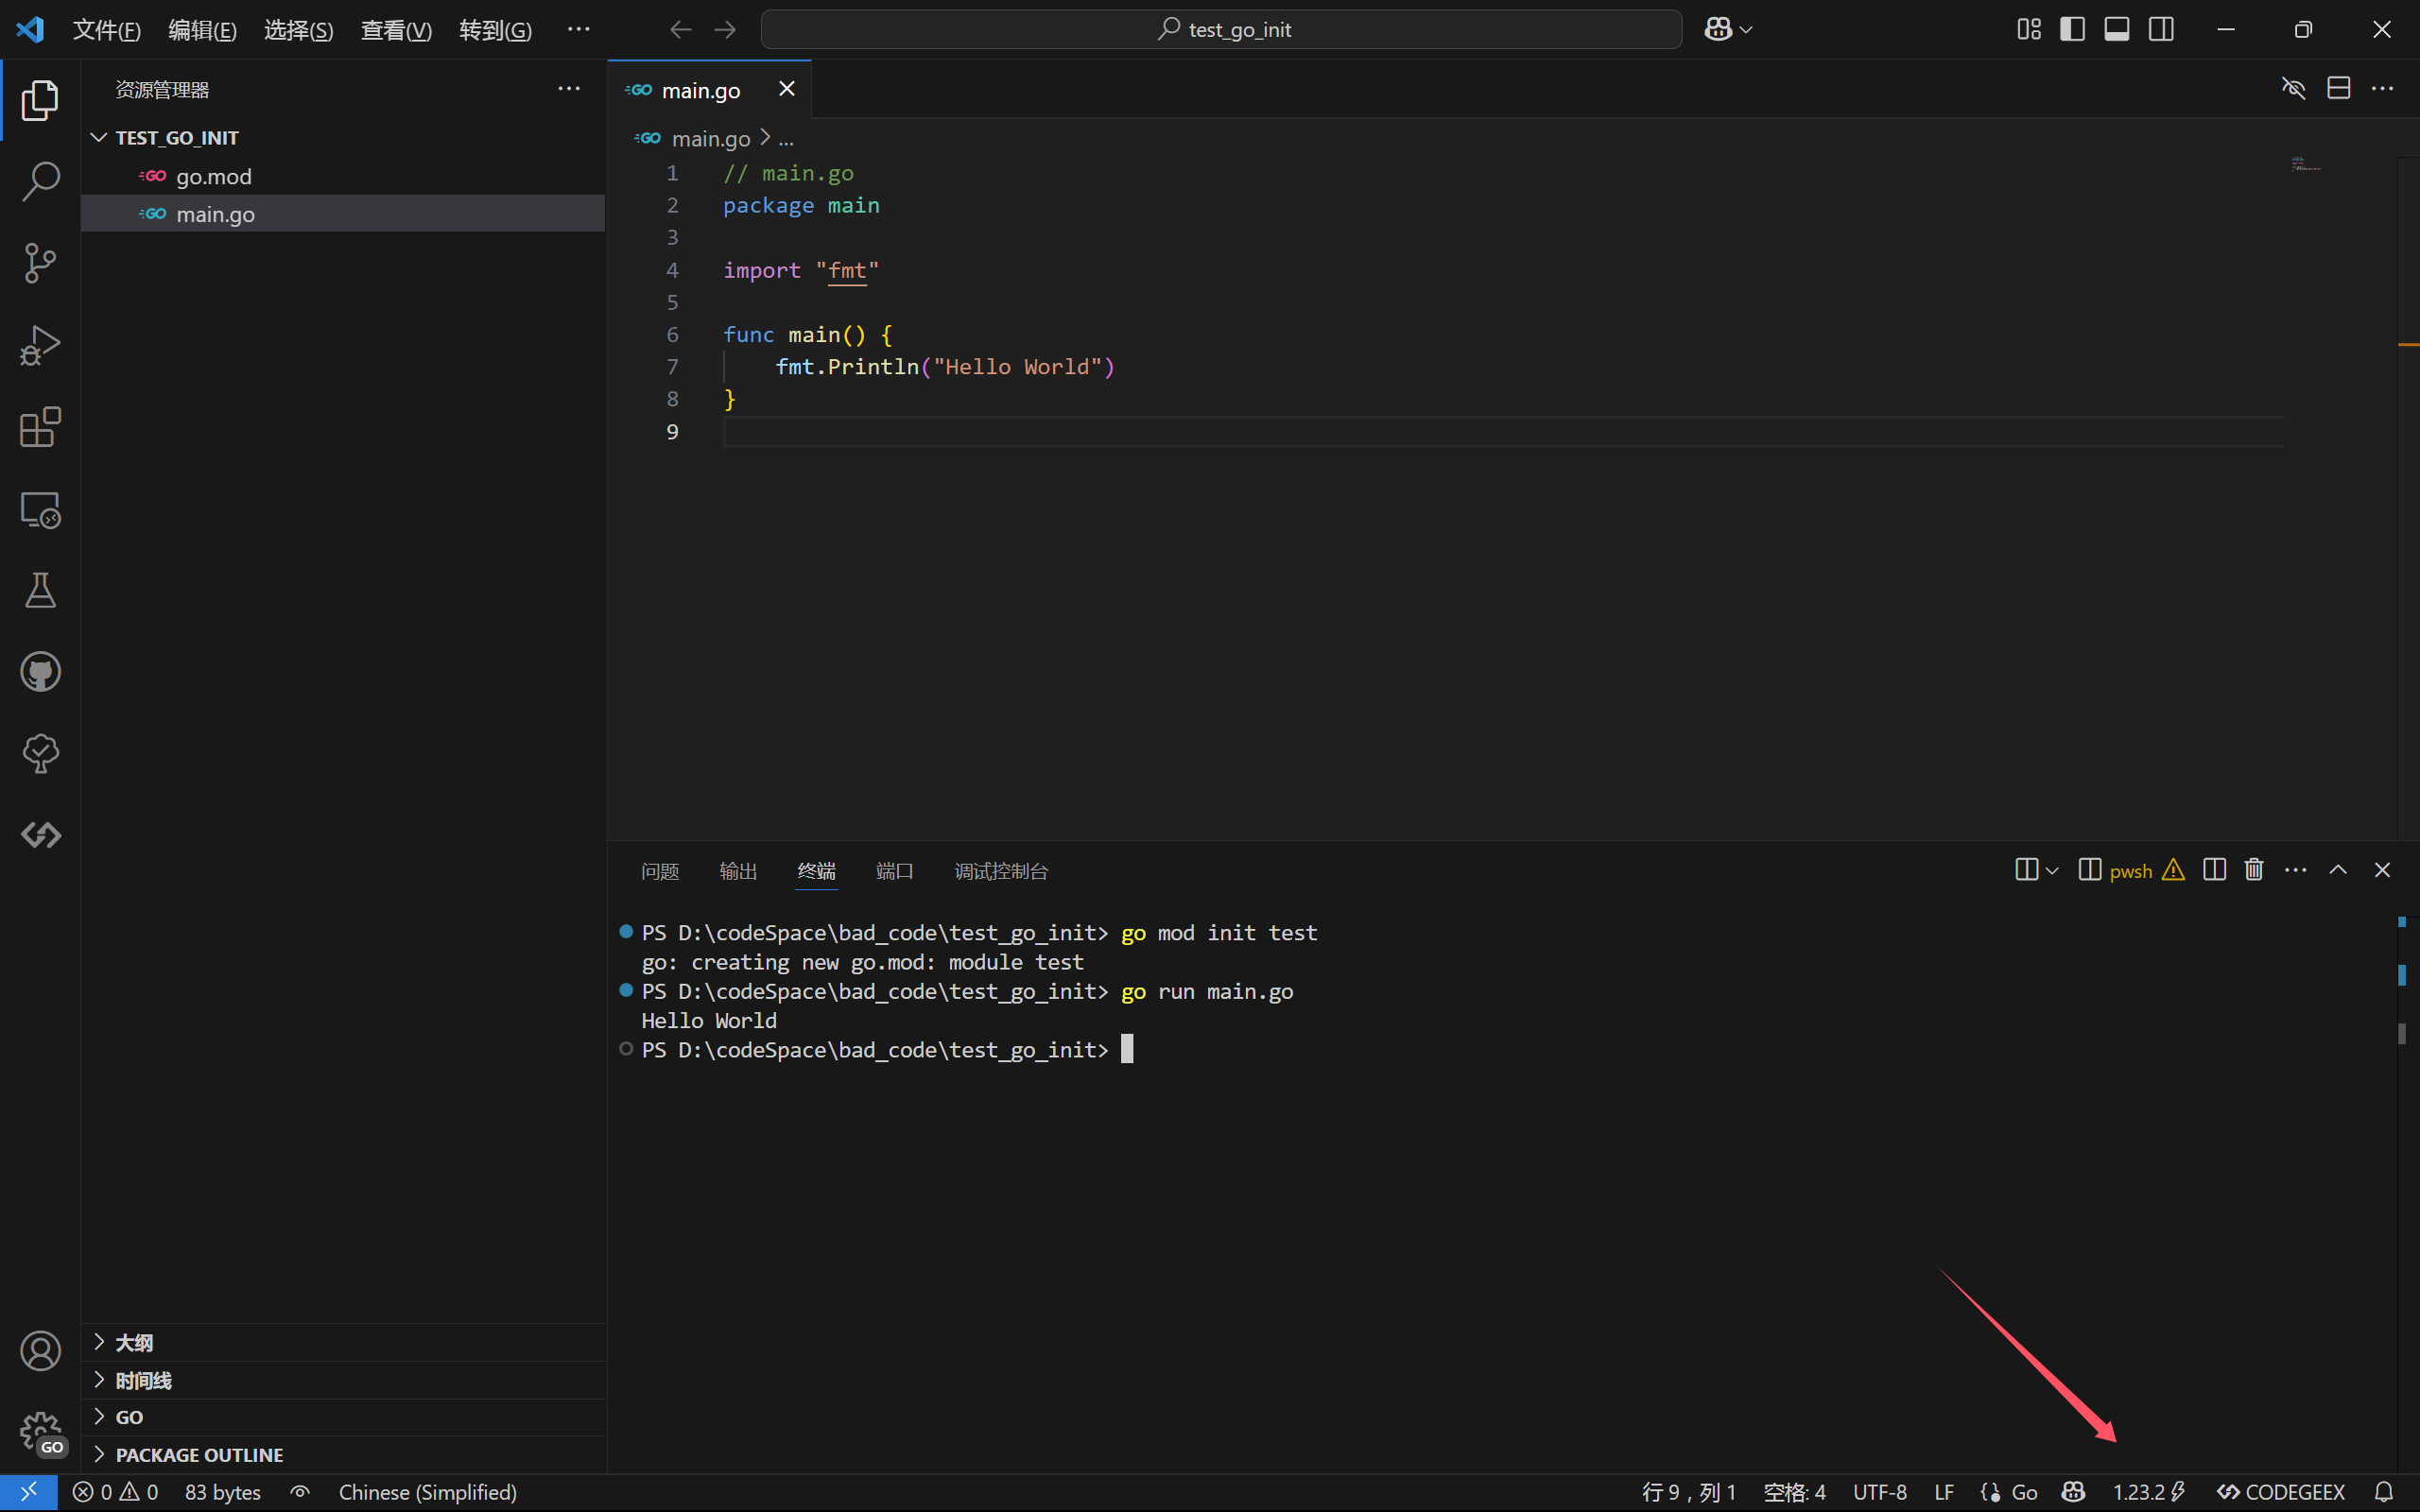 文件(F) 编辑(E) 选择(S) 查看(V) 转到(G) ··· test_go_init
资源管理器
TEST_GO_INIT
go.mod
main.go
main.go
main.go > ...
1 // main.go
2 package main
3
4 import "fmt"
5
6 func main() {
7     fmt.Println("Hello World")
8 }
9
问题 输出 终端 端口 调试控制台 pwsh
PS D:\codeSpace\bad_code\test_go_init> go mod init test
go: creating new go.mod: module test
PS D:\codeSpace\bad_code\test_go_init> go run main.go
Hello World
PS D:\codeSpace\bad_code\test_go_init>
大纲
时间线
GO
PACKAGE OUTLINE
GO
0 0 83 bytes Chinese (Simplified) 行 9，列 1 空格: 4 UTF-8 LF Go 1.23.2 CODEGEEX